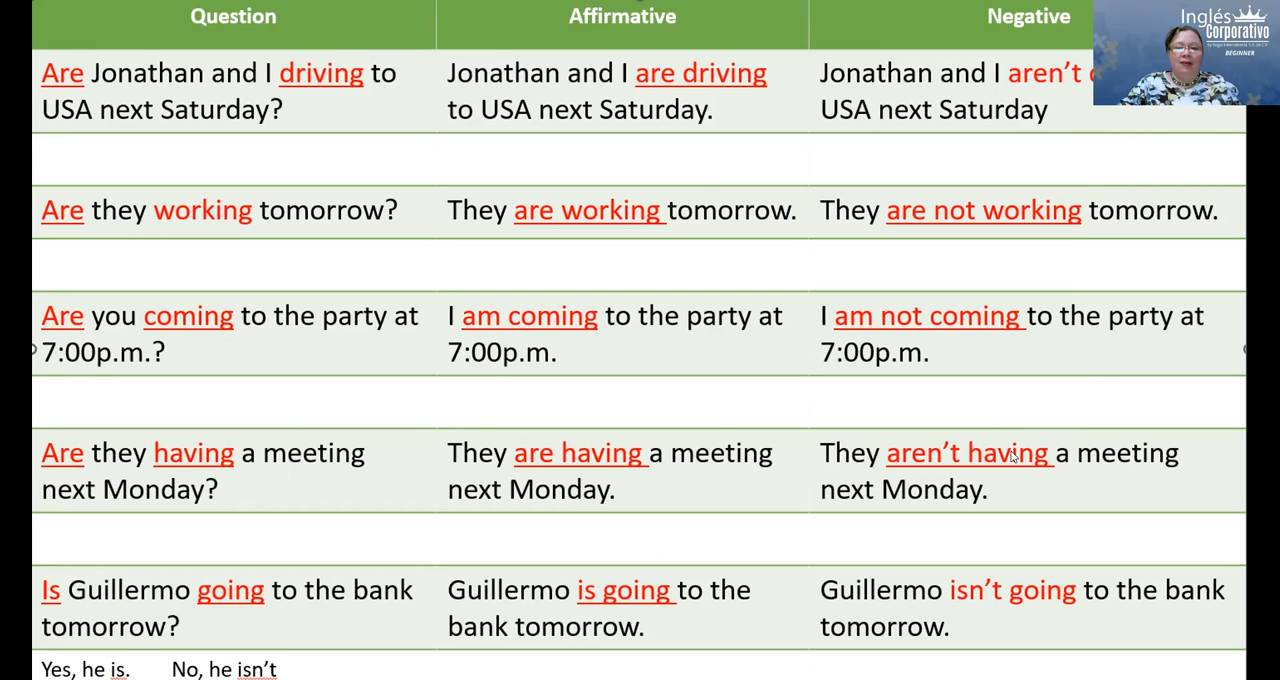 Question Affirmative Negative
Are Jonathan and I driving to
USA next Saturday?
Jonathan and I are driving
to USA next Saturday.
Jonathan and I aren’t
USA next Saturday
Are they working tomorrow?
They are working tomorrow.
They are not working tomorrow.
Are you coming to the party at
7:00p.m.?
I am coming to the party at
7:00p.m.
I am not coming to the party at
7:00p.m.
Are they having a meeting
next Monday?
They are having a meeting
next Monday.
They aren’t having a meeting
next Monday.
Is Guillermo going to the bank
tomorrow?
Guillermo is going to the
bank tomorrow.
Guillermo isn’t going to the bank
tomorrow.
Yes, he is. No, he isn’t
Inglés
Corporativo
BEGINNER